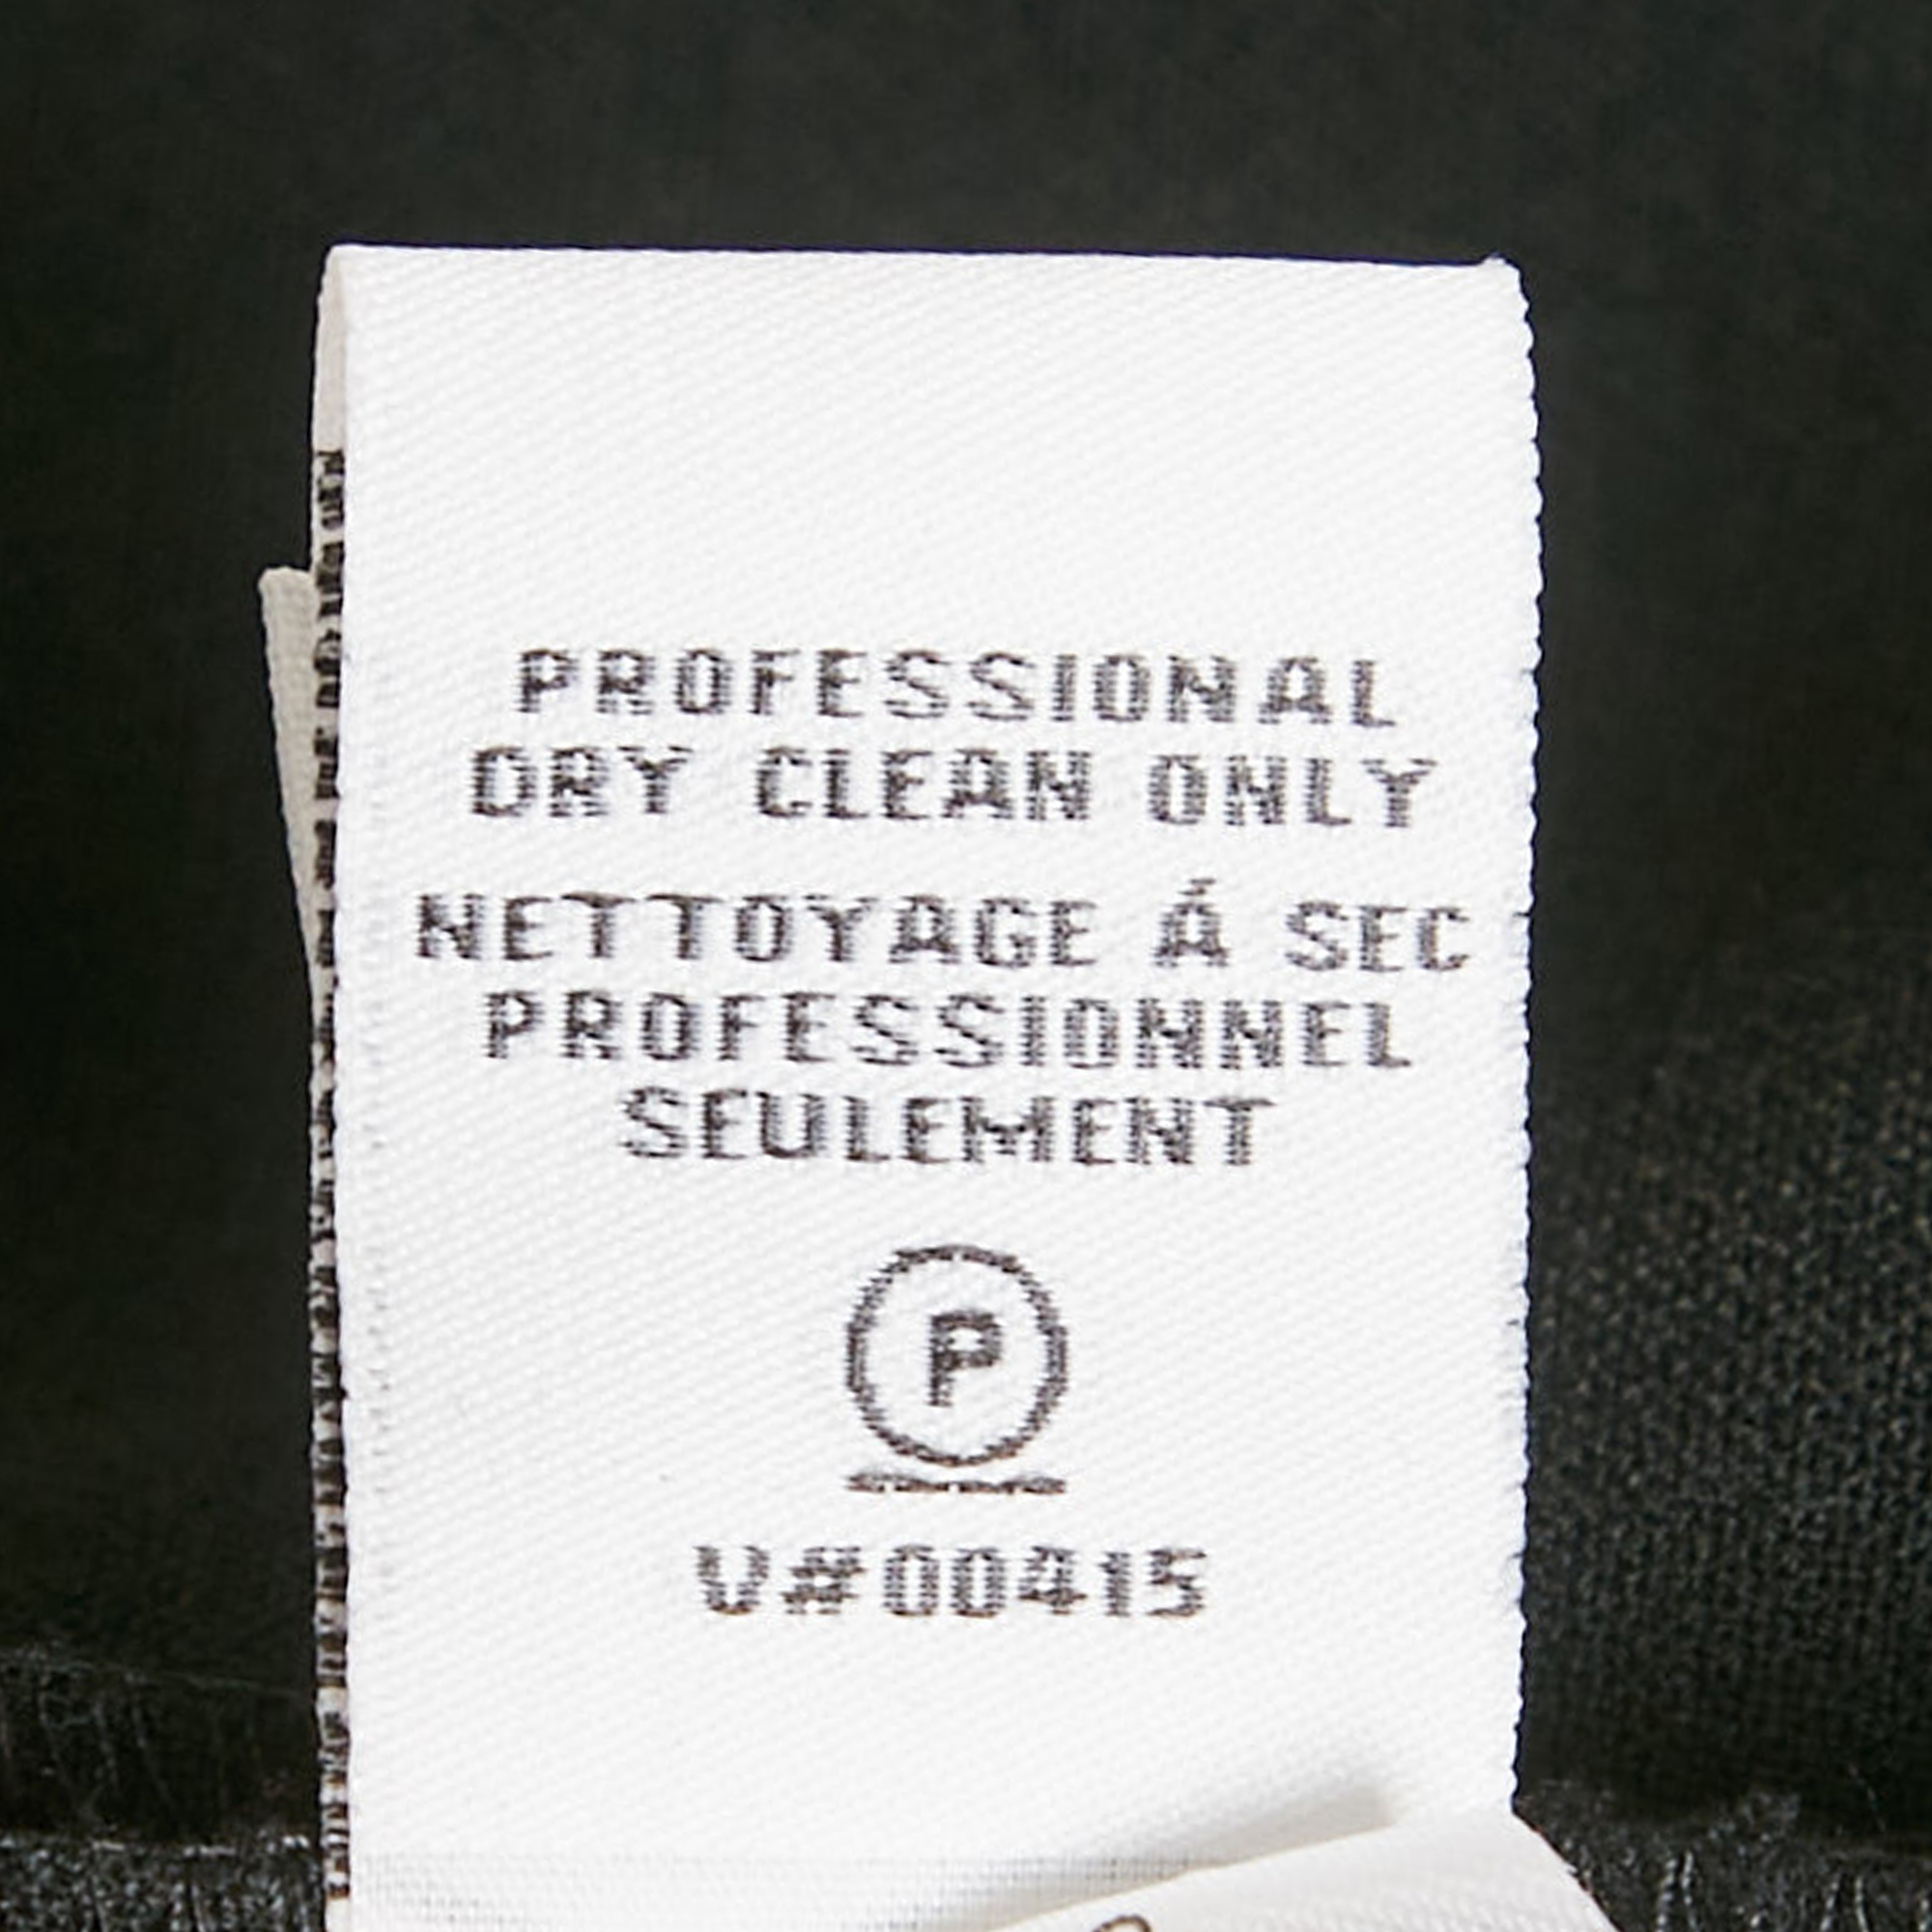 PROFESSIONAL
DRY CLEAN ONLY
NETTOYAGE Á SEC
PROFESSIONNEL
SEULEMENT
P
V#00415